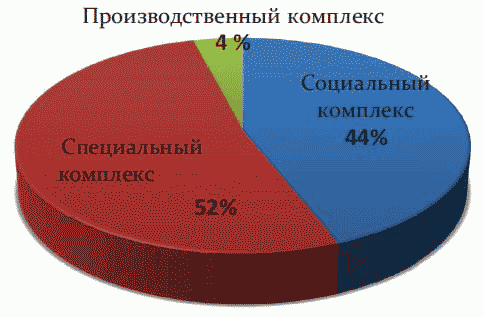 Производственный комплекс
4 %
Социальный
комплекс
44%
Специальный
комплекс
52%